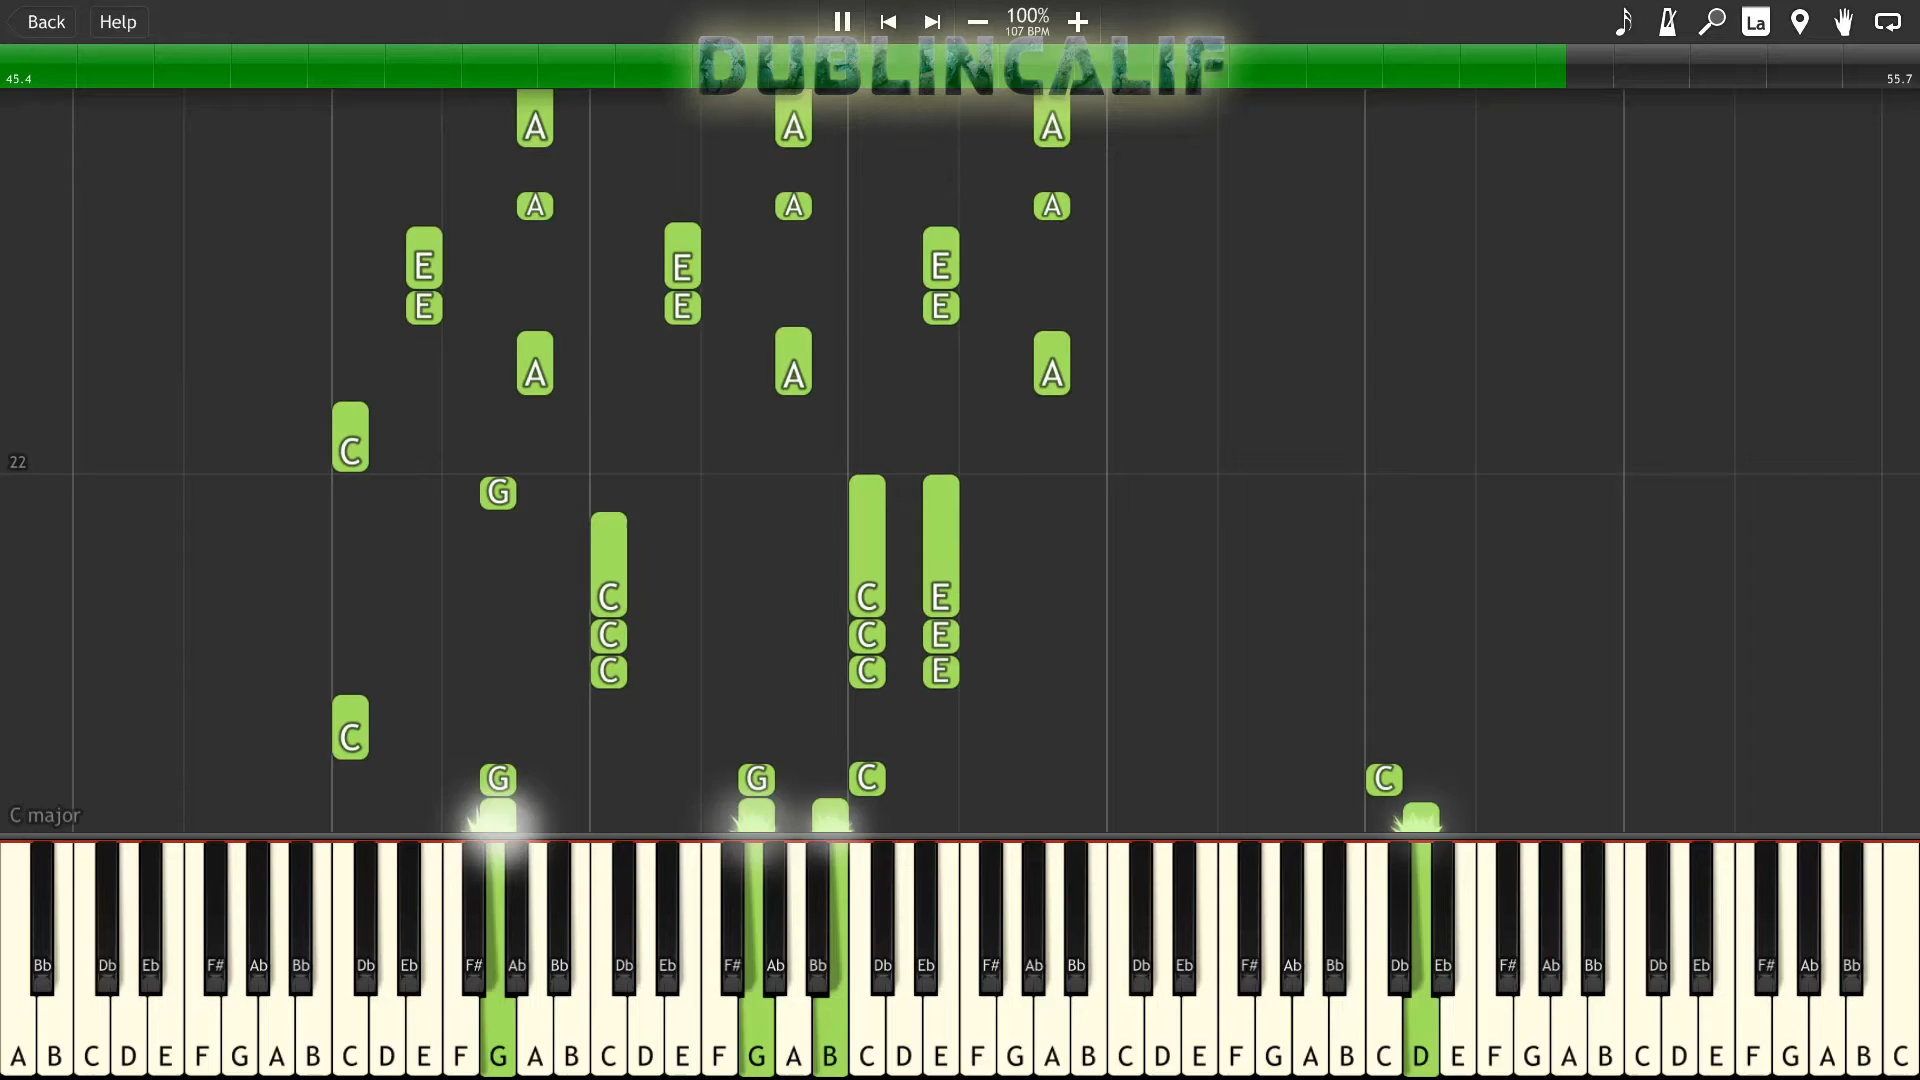 Back Help 100% La
107 BPM
DUBLINCALIF
45.4 55.7
A A A
A A A
E E E
E E E
A A A
C
22
G
C C E
C C E
C C E
C
G G C C
C major
Bb Db Eb F# Ab Bb Db Eb F# Ab Bb Db Eb F# Ab Bb Db Eb F# Ab Bb Db Eb F# Ab Bb Db Eb F# Ab Bb Db Eb F# Ab Bb
A B C D E F G A B C D E F G A B C D E F G A B C D E F G A B C D E F G A B C D E F G A B C D E F G A B C